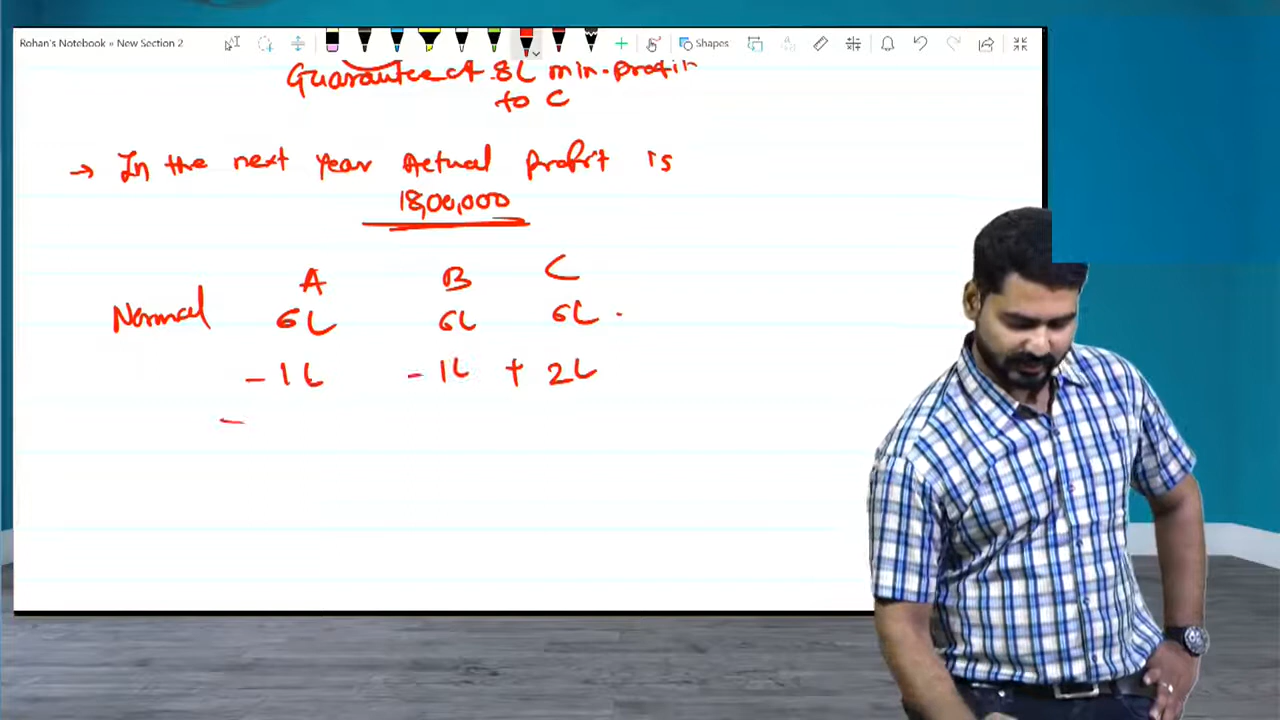 Rohan's Notebook » New Section 2
Shapes
Guarantee of 8L min. profit
to C
→ In the next year Actual profit is
18,00,000
A B C
Normal 6L 6L 6L.
- 1L - 1L + 2L
-